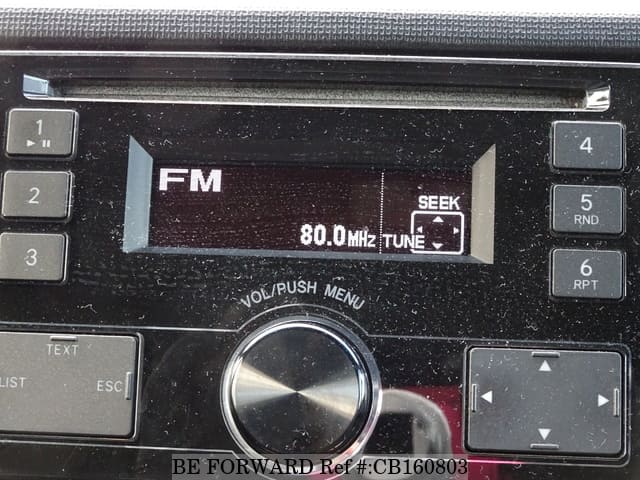 1
2
3
FM
SEEK
80.0MHz TUNE
4
5
RND
6
RPT
VOL/PUSH MENU
TEXT
LIST
ESC
BE FORWARD Ref #:CB160803